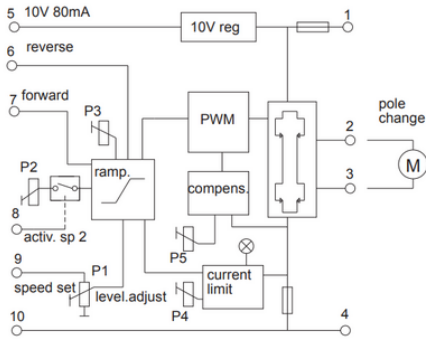 5 10V 80mA
10V reg
1
6 reverse
7 forward
P3
PWM
pole
change
2
M
P2
ramp.
compens.
3
8
activ. sp 2
P5
9
P1
speed set
level.adjust
P4
current
limit
10
4